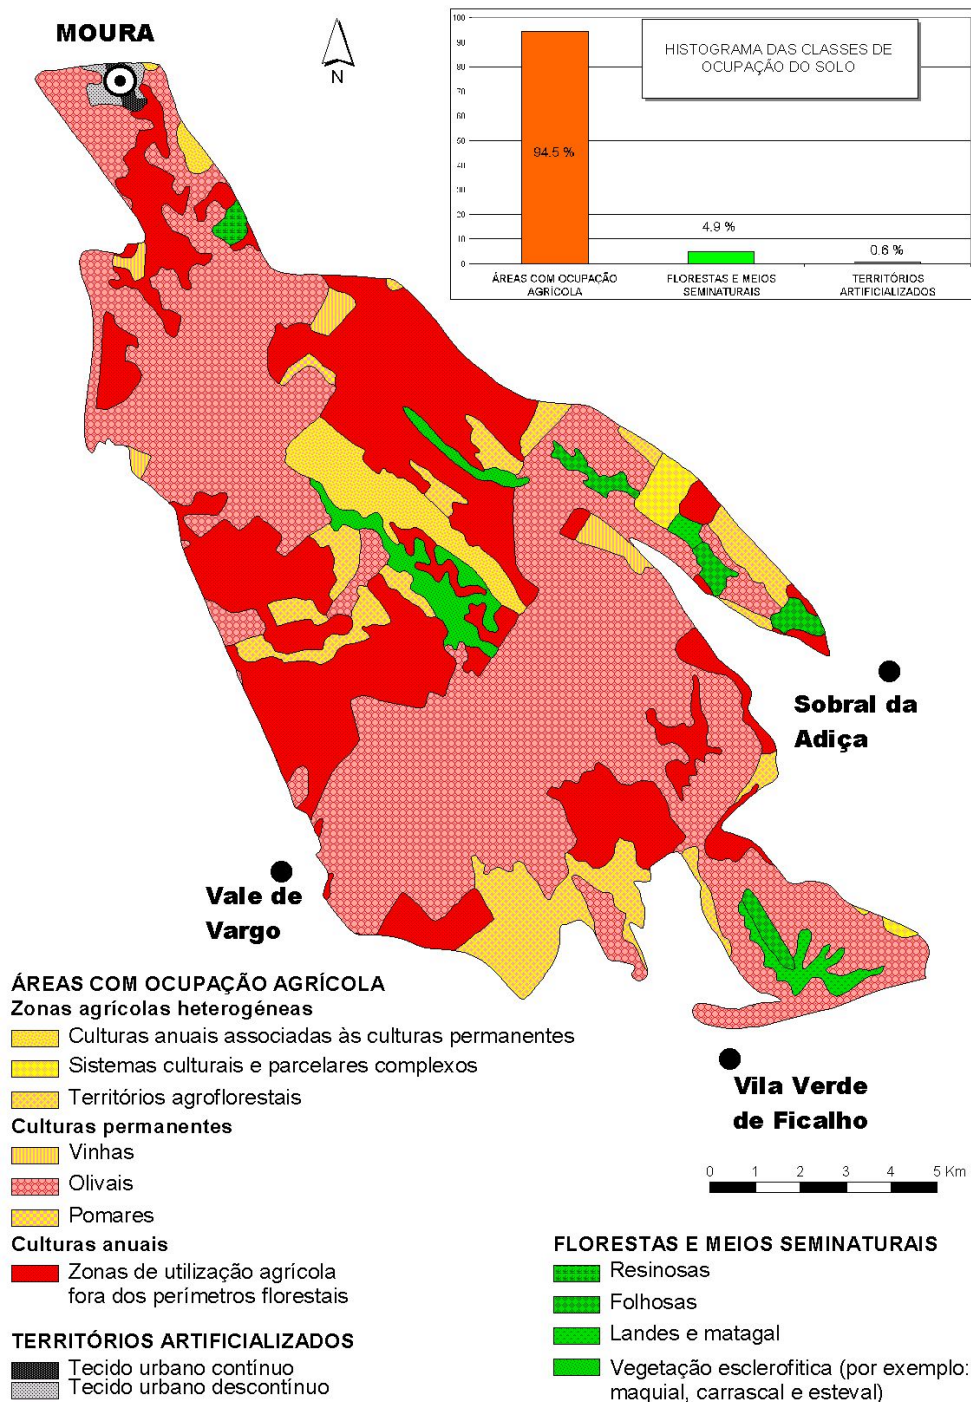 MOURA
N
HISTOGRAMA DAS CLASSES DE
OCUPAÇÃO DO SOLO
100
90
80
70
60
50
40
30
20
10
0
94.5 %
4.9 %
0.6 %
ÁREAS COM OCUPAÇÃO
AGRÍCOLA
FLORESTAS E MEIOS
SEMINATURAIS
TERRITÓRIOS
ARTIFICIALIZADOS
Sobral da
Adiça
Vale de
Vargo
Vila Verde
de Ficalho
0 1 2 3 4 5 Km
ÁREAS COM OCUPAÇÃO AGRÍCOLA
Zonas agrícolas heterogéneas
Culturas anuais associadas às culturas permanentes
Sistemas culturais e parcelares complexos
Territórios agroflorestais
Culturas permanentes
Vinhas
Olivais
Pomares
Culturas anuais
Zonas de utilização agrícola
fora dos perímetros florestais
TERRITÓRIOS ARTIFICIALIZADOS
Tecido urbano contínuo
Tecido urbano descontínuo
FLORESTAS E MEIOS SEMINATURAIS
Resinosas
Folhosas
Landes e matagal
Vegetação esclerofitica (por exemplo:
maquial, carrascal e esteval)